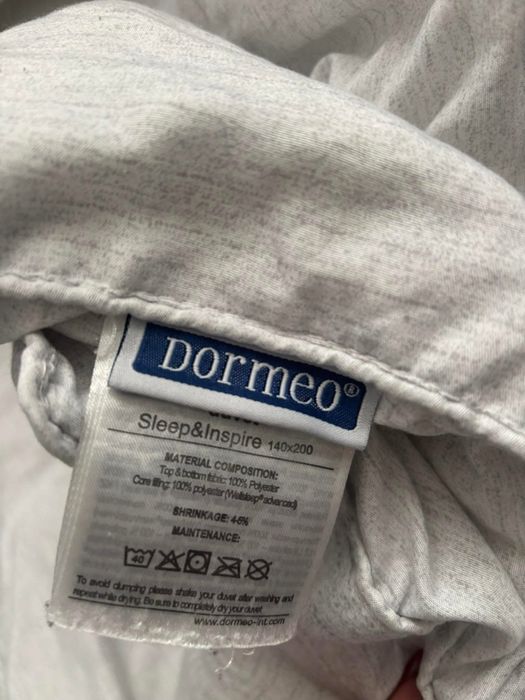 Dormeo®
Sleep&Inspire 140x200
MATERIAL COMPOSITION:
Top & bottom fabric: 100% Polyester
Core filling: 100% polyester (Wellsleep® advanced)
SHRINKAGE: 4-6%
MAINTENANCE:
40
To avoid clumping please shake your duvet after washing and
repeat while drying. Be sure to completely dry your duvet
www.dormeo-int.com